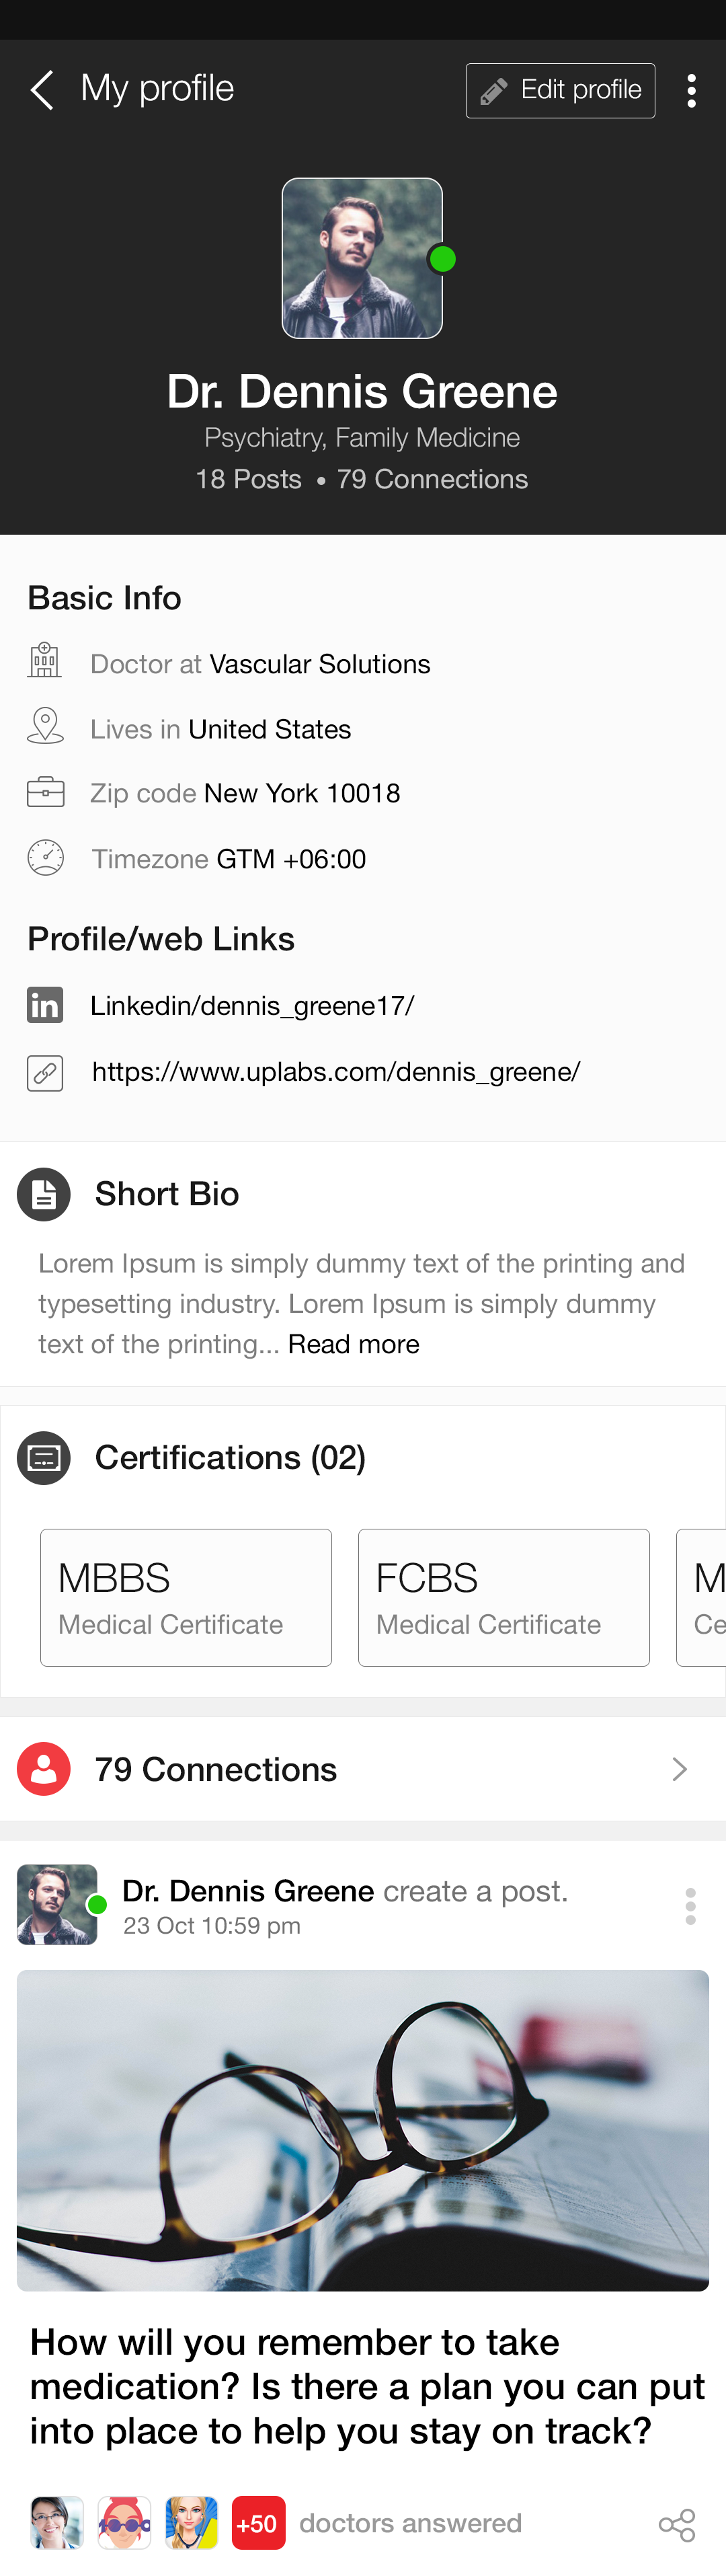 My profile
Edit profile
Dr. Dennis Greene
Psychiatry, Family Medicine
18 Posts • 79 Connections
Basic Info
Doctor at Vascular Solutions
Lives in United States
Zip code New York 10018
Timezone GTM +06:00
Profile/web Links
in Linkedin/dennis_greene17/
https://www.uplabs.com/dennis_greene/
Short Bio
Lorem Ipsum is simply dummy text of the printing and
typesetting industry. Lorem Ipsum is simply dummy
text of the printing... Read more
Certifications (02)
MBBS
Medical Certificate
FCBS
Medical Certificate
M
Ce
79 Connections
Dr. Dennis Greene create a post.
23 Oct 10:59 pm
How will you remember to take
medication? Is there a plan you can put
into place to help you stay on track?
+50 doctors answered